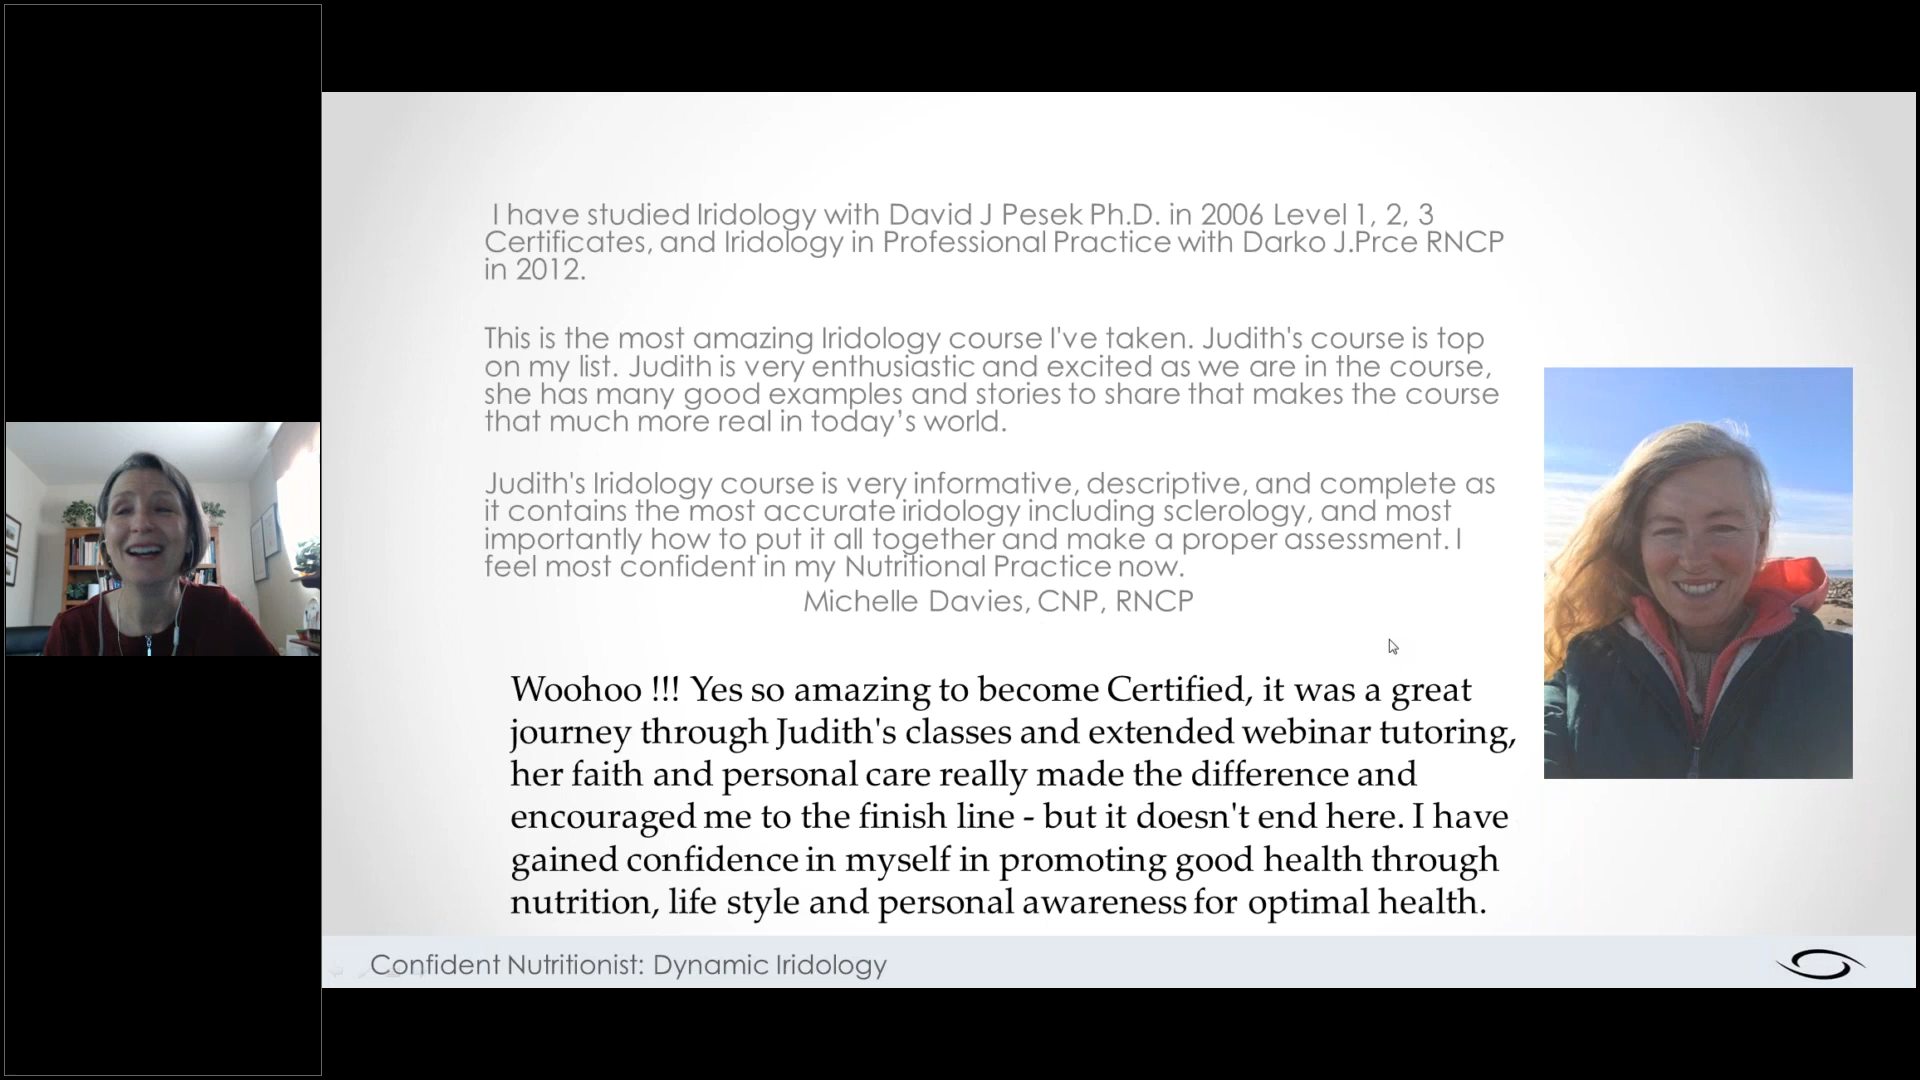 I have studied Iridology with David J Pesek Ph.D. in 2006 Level 1, 2, 3
Certificates, and Iridology in Professional Practice with Darko J.Prce RNCP
in 2012.
This is the most amazing Iridology course I've taken. Judith's course is top
on my list. Judith is very enthusiastic and excited as we are in the course,
she has many good examples and stories to share that makes the course
that much more real in today’s world.
Judith's Iridology course is very informative, descriptive, and complete as
it contains the most accurate iridology including sclerology, and most
importantly how to put it all together and make a proper assessment. I
feel most confident in my Nutritional Practice now.
Michelle Davies, CNP, RNCP
Woohoo !!! Yes so amazing to become Certified, it was a great
journey through Judith's classes and extended webinar tutoring,
her faith and personal care really made the difference and
encouraged me to the finish line - but it doesn't end here. I have
gained confidence in myself in promoting good health through
nutrition, life style and personal awareness for optimal health.
Confident Nutritionist: Dynamic Iridology